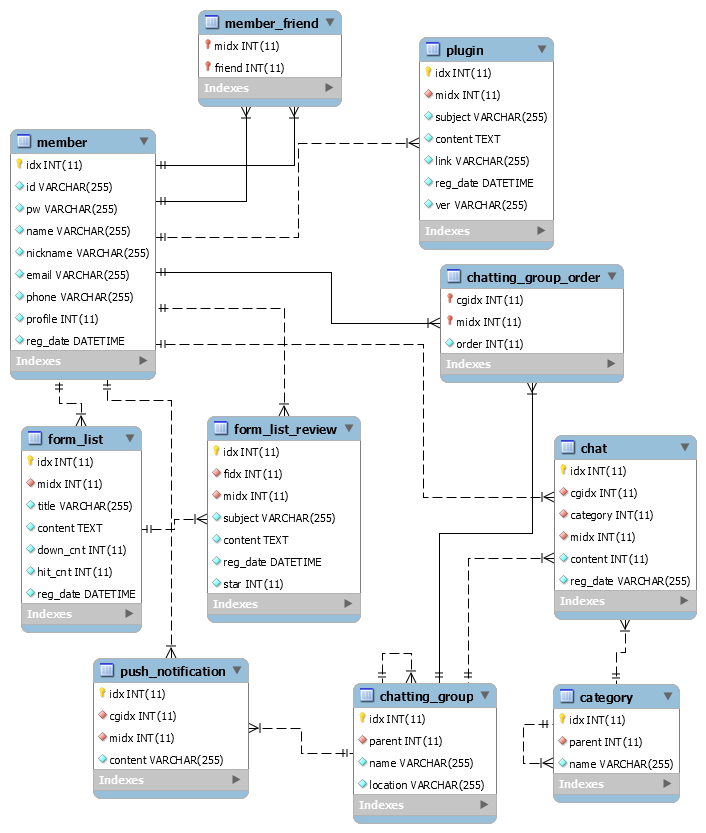 member_friend
midx INT(11)
friend INT(11)
Indexes
plugin
idx INT(11)
midx INT(11)
subject VARCHAR(255)
content TEXT
link VARCHAR(255)
reg_date DATETIME
ver VARCHAR(255)
Indexes
member
idx INT(11)
id VARCHAR(255)
pw VARCHAR(255)
name VARCHAR(255)
nickname VARCHAR(255)
email VARCHAR(255)
phone VARCHAR(255)
profile INT(11)
reg_date DATETIME
Indexes
chatting_group_order
cgidx INT(11)
midx INT(11)
order INT(11)
Indexes
form_list
idx INT(11)
midx INT(11)
title VARCHAR(255)
content TEXT
down_cnt INT(11)
hit_cnt INT(11)
reg_date DATETIME
Indexes
form_list_review
idx INT(11)
fidx INT(11)
midx INT(11)
subject VARCHAR(255)
content TEXT
reg_date DATETIME
star INT(11)
Indexes
chat
idx INT(11)
cgidx INT(11)
category INT(11)
midx INT(11)
content INT(11)
reg_date VARCHAR(255)
Indexes
push_notification
idx INT(11)
cgidx INT(11)
midx INT(11)
content VARCHAR(255)
Indexes
chatting_group
idx INT(11)
parent INT(11)
name VARCHAR(255)
location VARCHAR(255)
Indexes
category
idx INT(11)
parent INT(11)
name VARCHAR(255)
Indexes